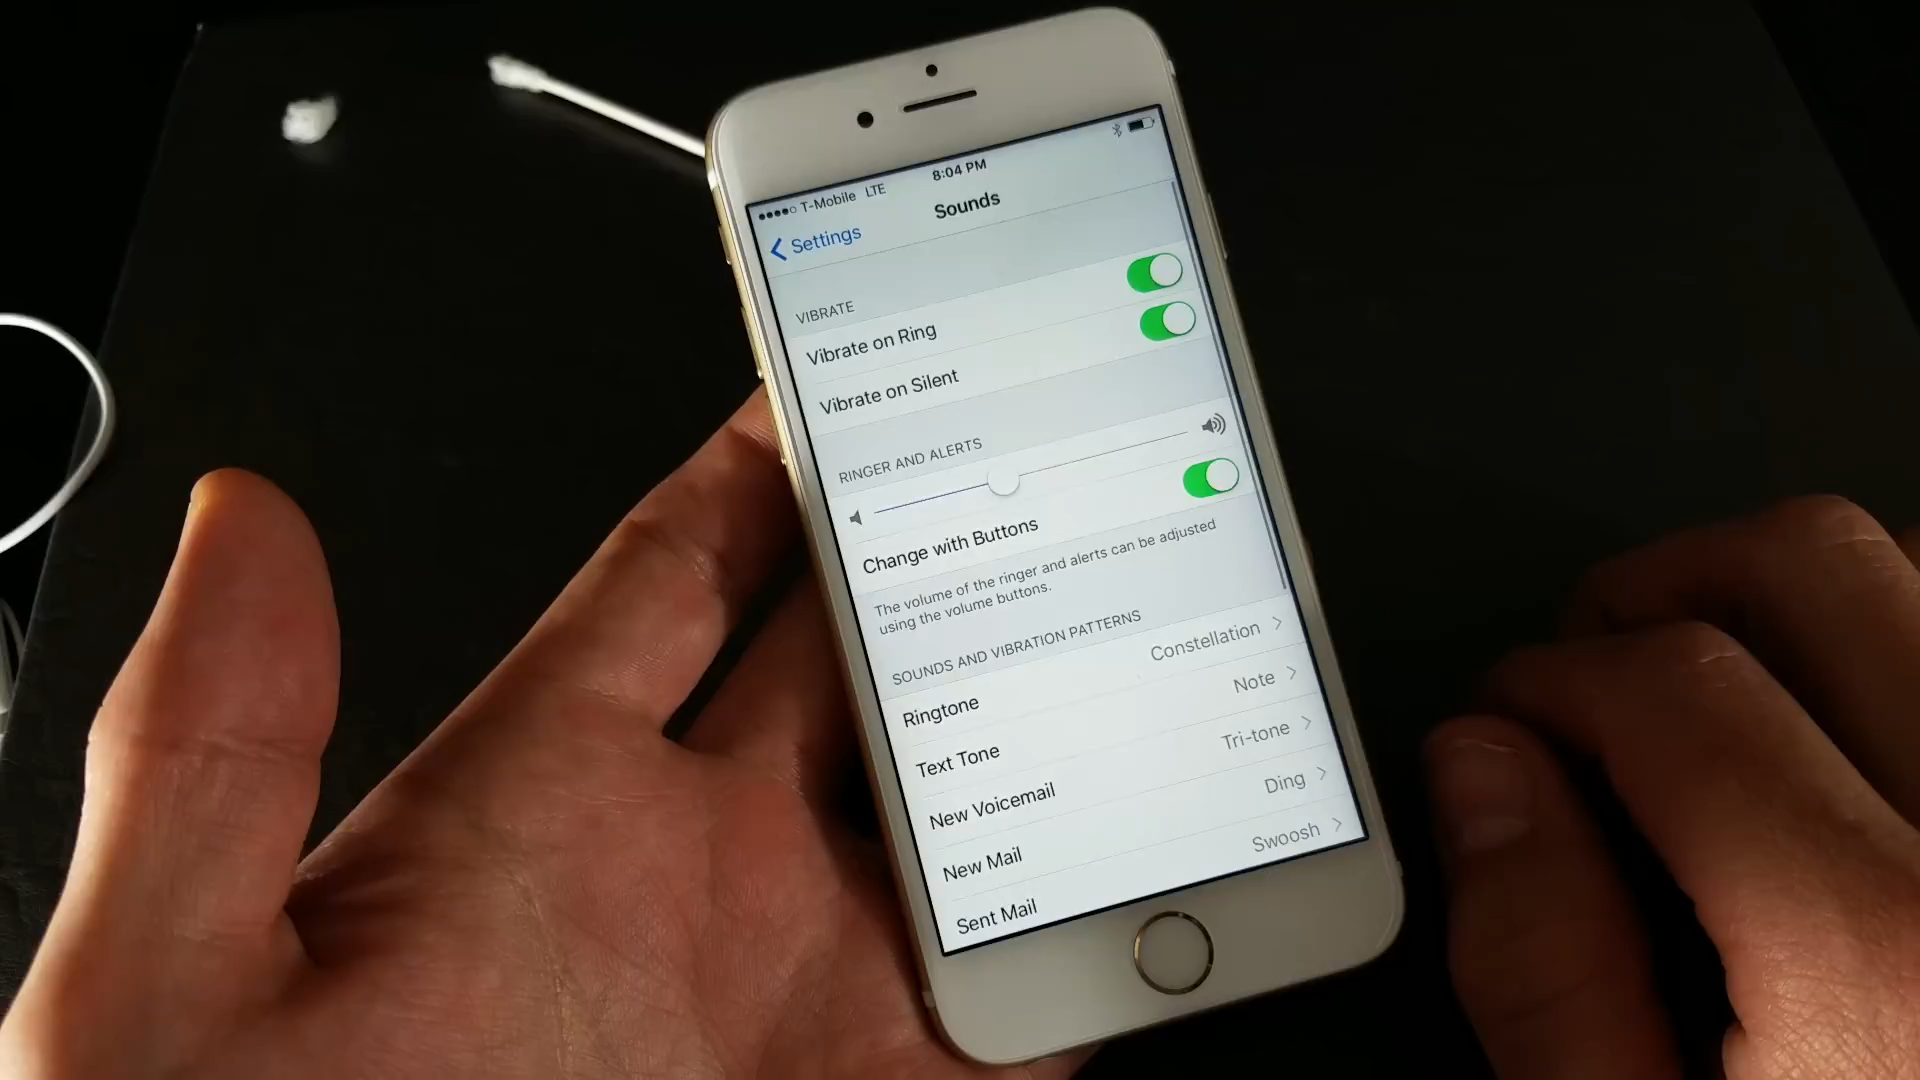 T-Mobile LTE 8:04 PM
Settings Sounds
VIBRATE
Vibrate on Ring
Vibrate on Silent
RINGER AND ALERTS
Change with Buttons
The volume of the ringer and alerts can be adjusted
using the volume buttons.
SOUNDS AND VIBRATION PATTERNS
Ringtone Constellation
Text Tone Note
New Voicemail Tri-tone
New Mail Ding
Sent Mail Swoosh